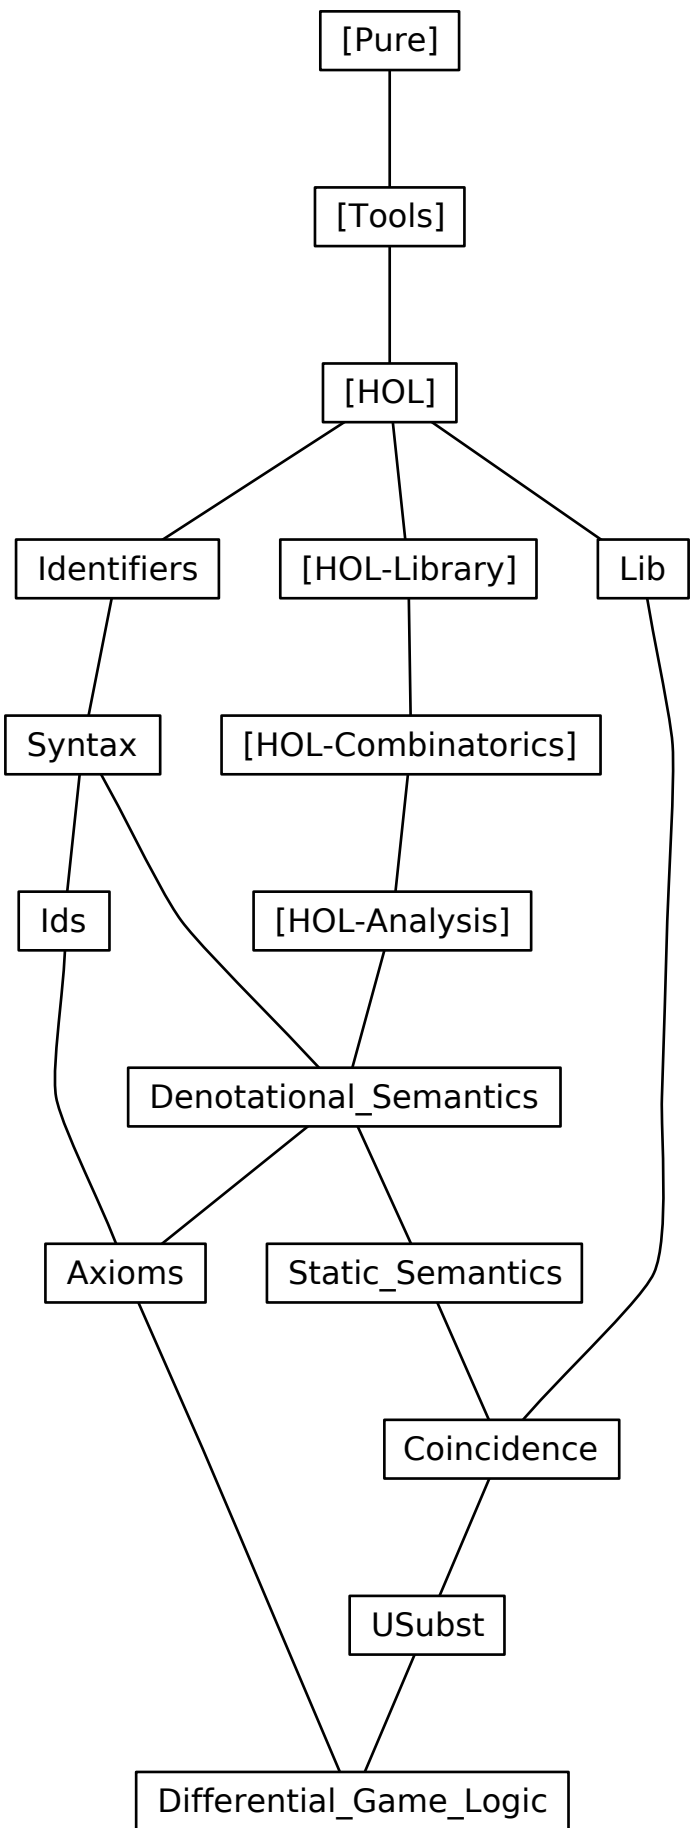 [Pure]
[Tools]
[HOL]
Identifiers
[HOL-Library]
Lib
Syntax
[HOL-Combinatorics]
Ids
[HOL-Analysis]
Denotational_Semantics
Axioms
Static_Semantics
Coincidence
USubst
Differential_Game_Logic